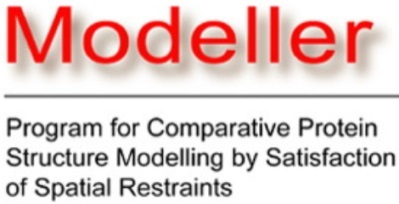 Modeller
Program for Comparative Protein
Structure Modelling by Satisfaction
of Spatial Restraints